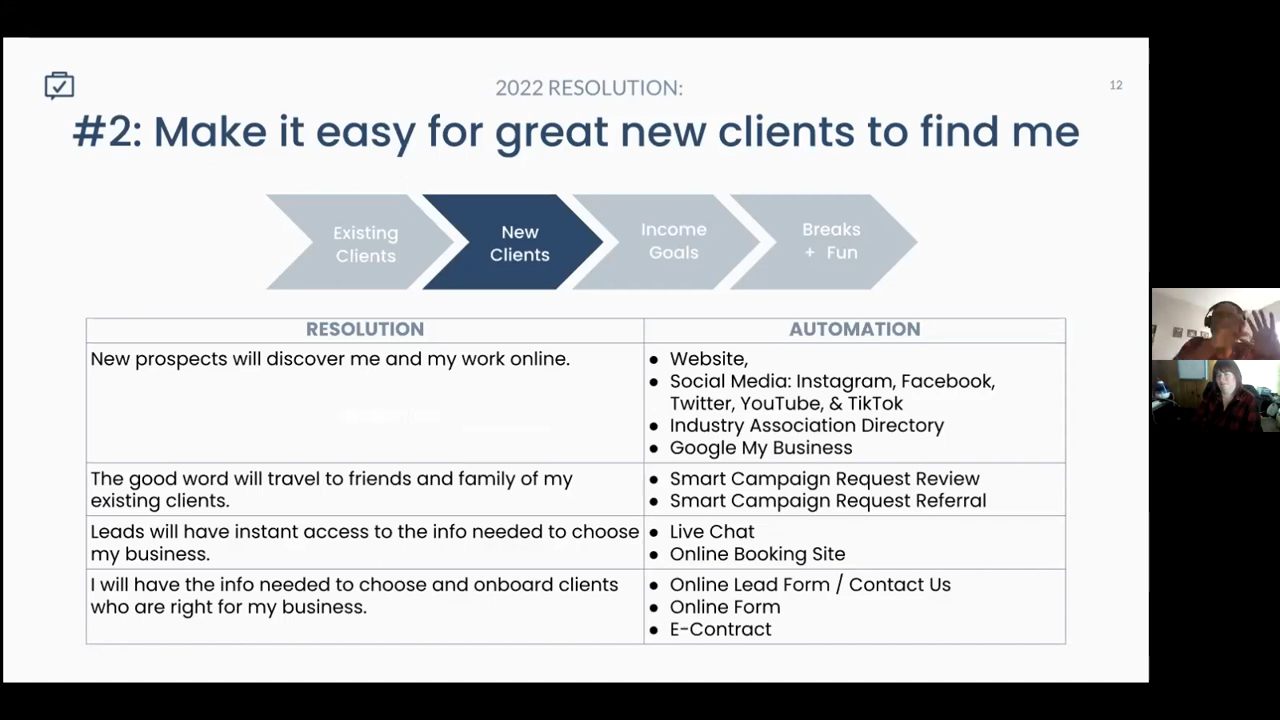 2022 RESOLUTION:
12
#2: Make it easy for great new clients to find me
Existing
Clients
New
Clients
Income
Goals
Breaks
+ Fun
RESOLUTION
AUTOMATION
New prospects will discover me and my work online.
● Website,
● Social Media: Instagram, Facebook,
Twitter, YouTube, & TikTok
● Industry Association Directory
● Google My Business
The good word will travel to friends and family of my
existing clients.
● Smart Campaign Request Review
● Smart Campaign Request Referral
Leads will have instant access to the info needed to choose
my business.
● Live Chat
● Online Booking Site
I will have the info needed to choose and onboard clients
who are right for my business.
● Online Lead Form / Contact Us
● Online Form
● E-Contract